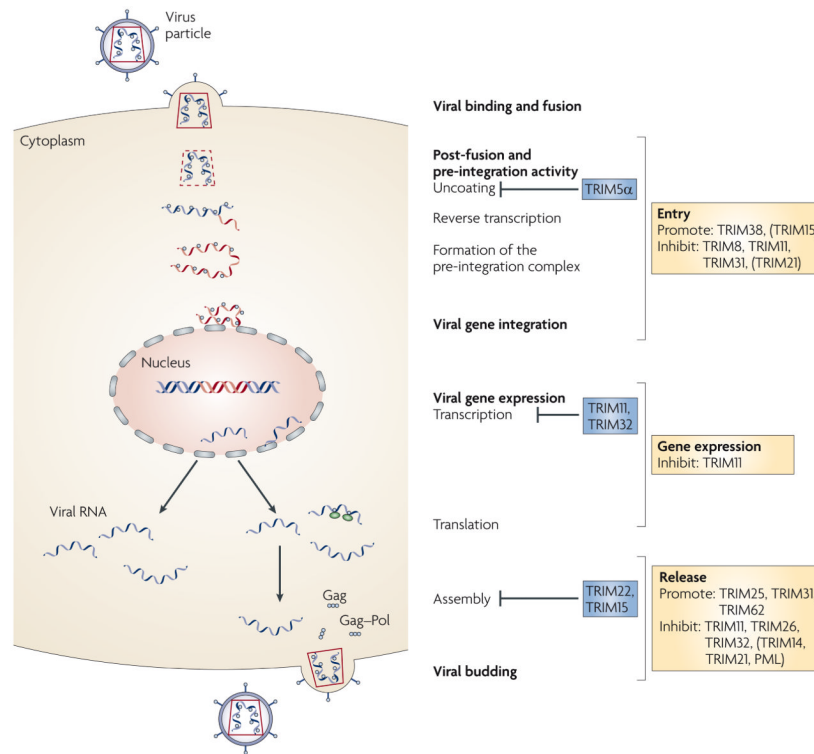 Virus
particle
Cytoplasm
Nucleus
Viral RNA
Gag
Gag–Pol
Viral binding and fusion
Post-fusion and
pre-integration activity
Uncoating
TRIM5α
Reverse transcription
Formation of the
pre-integration complex
Viral gene integration
Entry
Promote: TRIM38, (TRIM15
Inhibit: TRIM8, TRIM11,
TRIM31, (TRIM21)
Viral gene expression
Transcription
TRIM11,
TRIM32
Translation
Gene expression
Inhibit: TRIM11
Assembly
TRIM22,
TRIM15
Viral budding
Release
Promote: TRIM25, TRIM31
TRIM62
Inhibit: TRIM11, TRIM26,
TRIM32, (TRIM14,
TRIM21, PML)